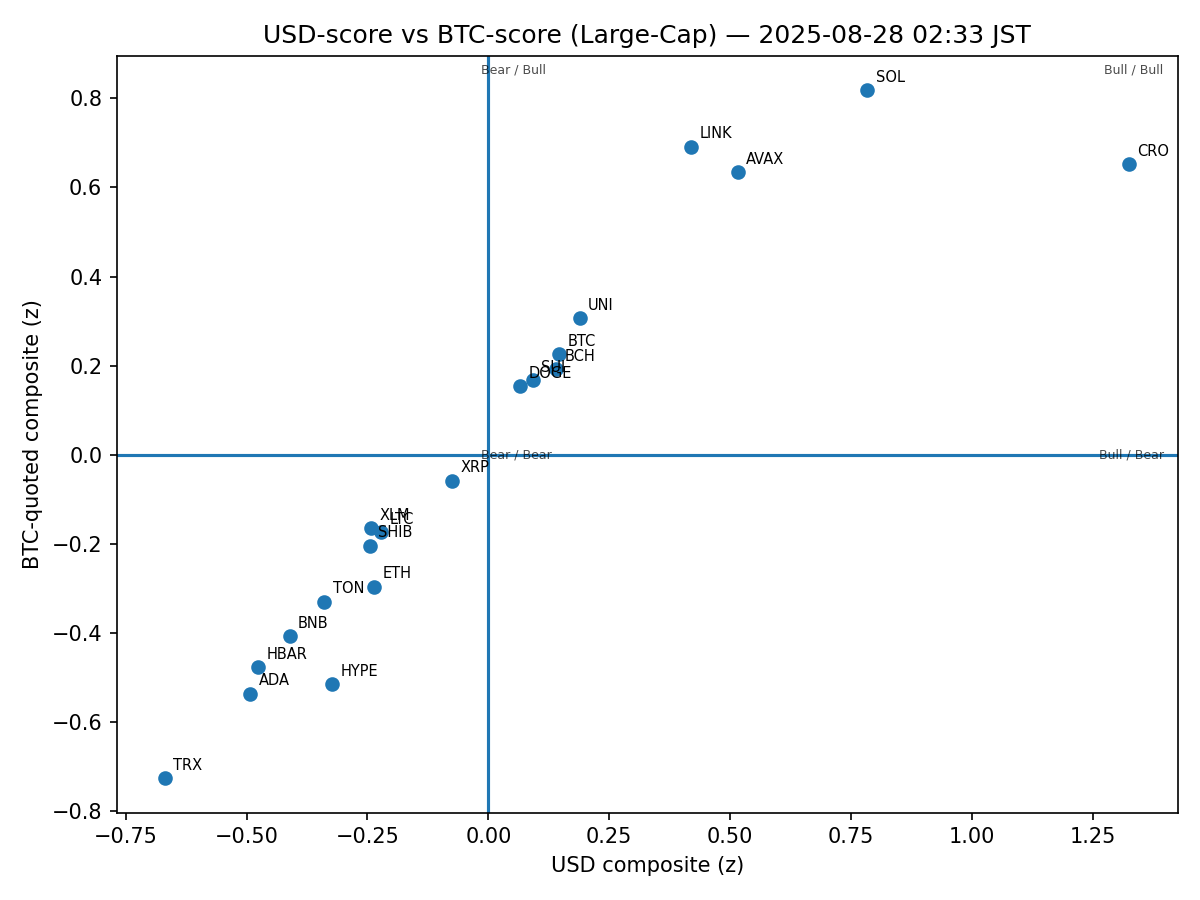 USD-score vs BTC-score (Large-Cap) — 2025-08-28 02:33 JST
Bear / Bull
Bull / Bull
SOL
LINK
AVAX
CRO
UNI
BTC
BCH
SUI
DOGE
Bear / Bear
Bull / Bear
XRP
XLM
LTC
SHIB
ETH
TON
BNB
HBAR
HYPE
ADA
TRX
0.8
0.6
0.4
0.2
0.0
−0.2
−0.4
−0.6
−0.8
BTC-quoted composite (z)
−0.75
−0.50
−0.25
0.00
0.25
0.50
0.75
1.00
1.25
USD composite (z)